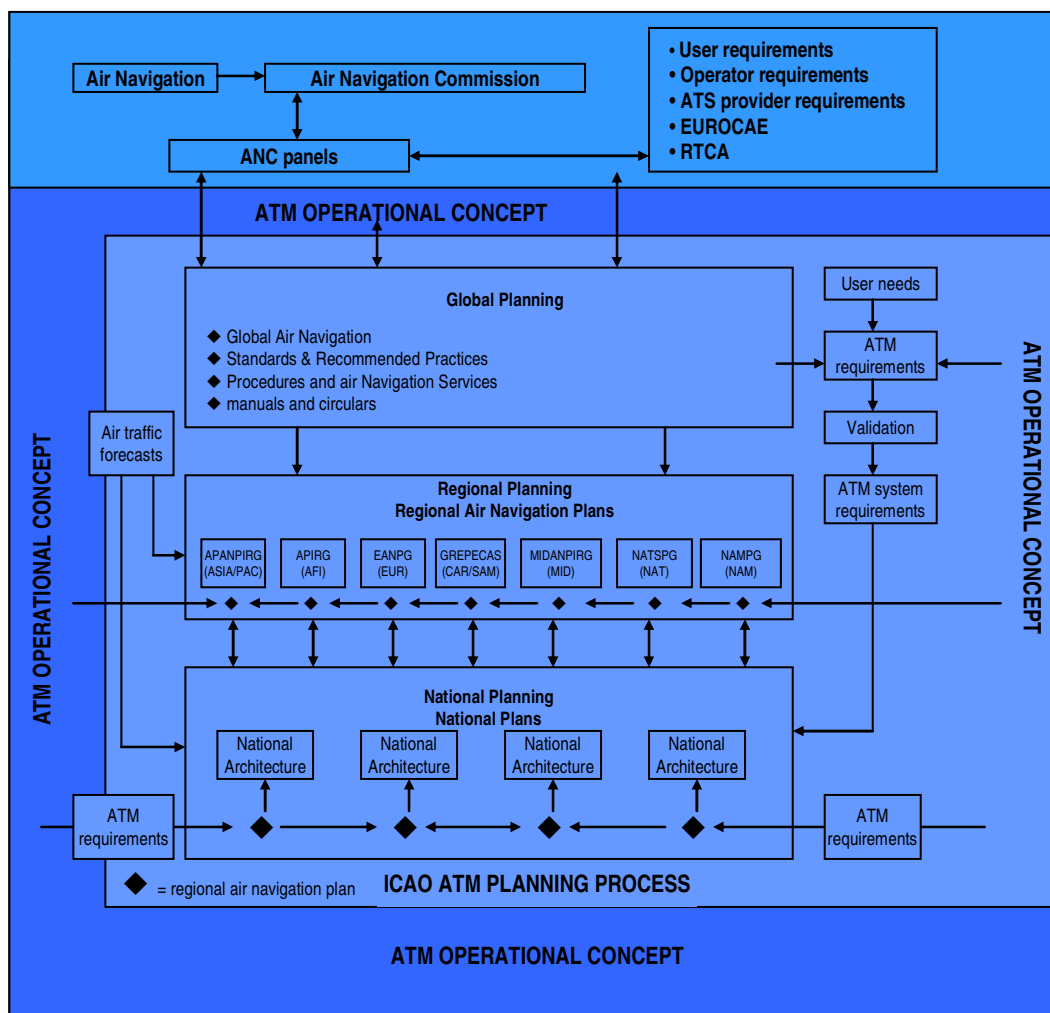 Air Navigation
Air Navigation Commission
ANC panels
• User requirements
• Operator requirements
• ATS provider requirements
• EUROCAE
• RTCA
ATM OPERATIONAL CONCEPT
Global Planning
◆ Global Air Navigation
◆ Standards & Recommended Practices
◆ Procedures and air Navigation Services
◆ manuals and circulars
User needs
ATM
requirements
Validation
ATM system
requirements
Air traffic
forecasts
Regional Planning
Regional Air Navigation Plans
APANPIRG
(ASIA/PAC)
APIRG
(AFI)
EANPG
(EUR)
GREPECAS
(CAR/SAM)
MIDANPIRG
(MID)
NATSPG
(NAT)
NAMPG
(NAM)
ATM OPERATIONAL CONCEPT
ATM OPERATIONAL CONCEPT
National Planning
National Plans
National
Architecture
National
Architecture
National
Architecture
National
Architecture
ATM
requirements
ATM
requirements
◆ = regional air navigation plan
ICAO ATM PLANNING PROCESS
ATM OPERATIONAL CONCEPT